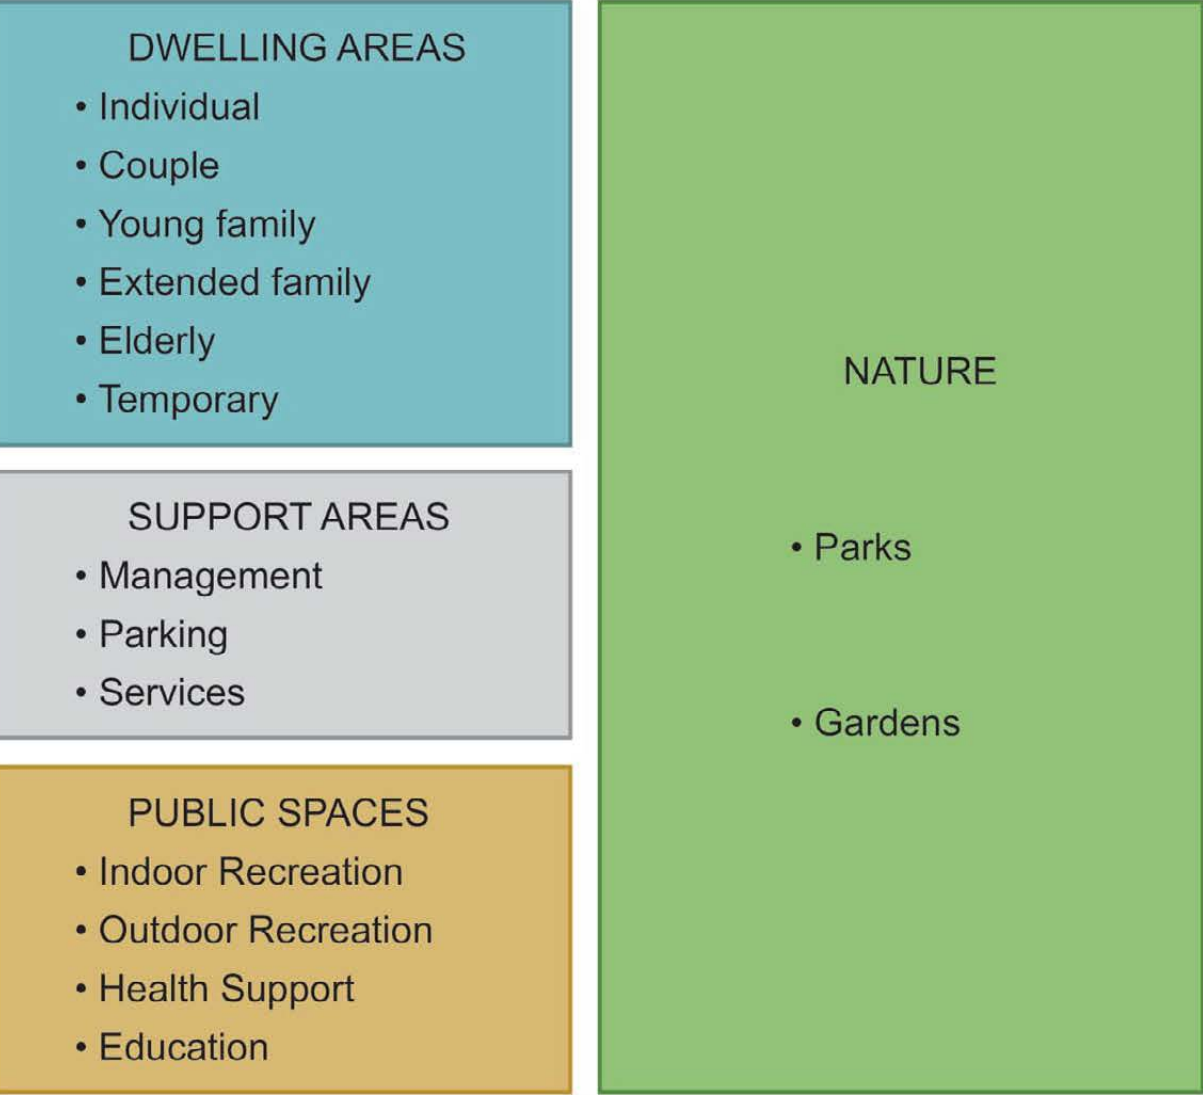 DWELLING AREAS
• Individual
• Couple
• Young family
• Extended family
• Elderly
• Temporary
SUPPORT AREAS
• Management
• Parking
• Services
PUBLIC SPACES
• Indoor Recreation
• Outdoor Recreation
• Health Support
• Education
NATURE
• Parks
• Gardens